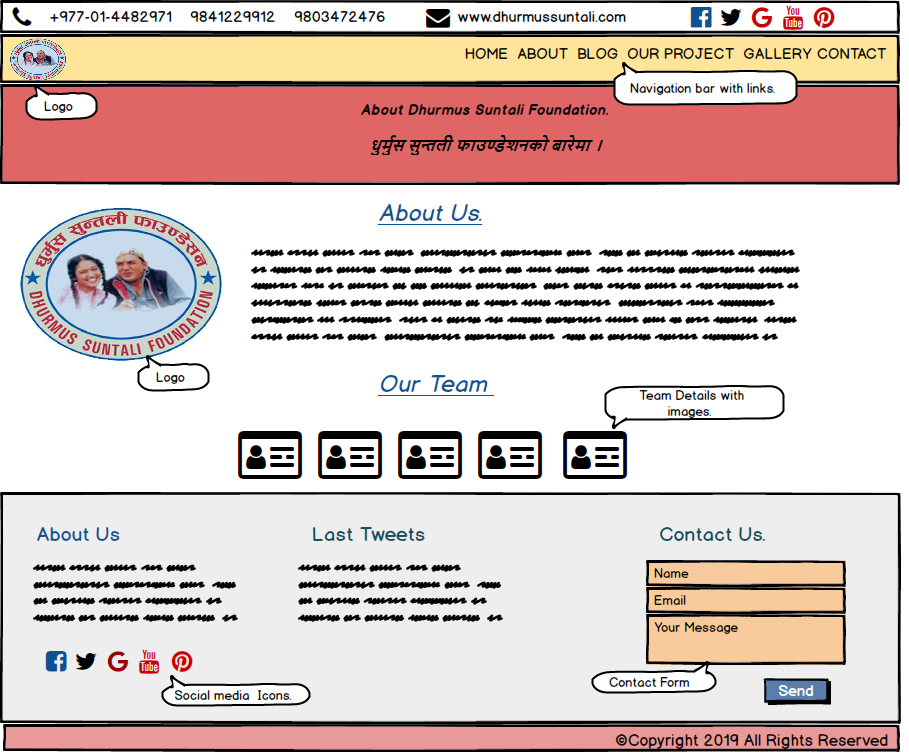 +977-01-4482971 9841229912 9803472476 www.dhurmussuntali.com
HOME ABOUT BLOG OUR PROJECT GALLERY CONTACT
Navigation bar with links.
Logo
About Dhurmus Suntali Foundation.
धुर्मुस सुन्तली फाउण्डेशनको बारेमा ।
About Us.
धुर्मुस सुन्तली फाउण्डेसन
DHURMUS SUNTALI FOUNDATION
Logo
Our Team
Team Details with
images.
About Us
Last Tweets
Contact Us.
Name
Email
Your Message
You
Tube
Social media Icons.
Contact Form
Send
©Copyright 2019 All Rights Reserved